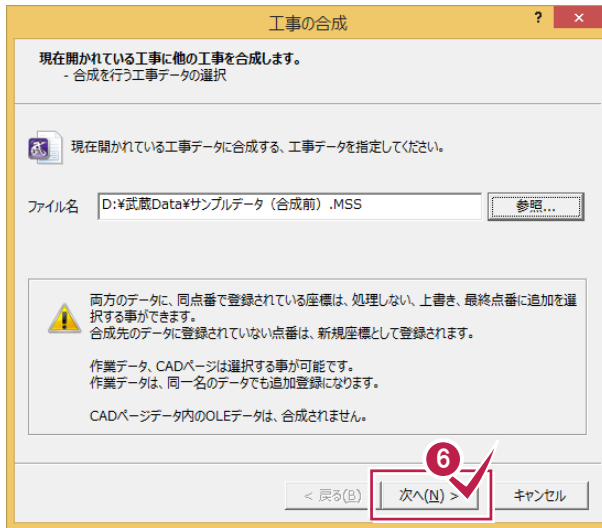 工事の合成
?
×
現在開かれている工事に他の工事を合成します。
- 合成を行う工事データの選択
現在開かれている工事データに合成する、工事データを指定してください。
ファイル名
D:¥武蔵Data¥サンプルデータ（合成前）.MSS
参照...
両方のデータに、同点番で登録されている座標は、処理しない、上書き、最終点番に追加を選
択する事ができます。
合成先のデータに登録されていない点番は、新規座標として登録されます。
作業データ、CADページは選択する事が可能です。
作業データは、同一名のデータでも追加登録になります。
CADページデータ内のOLEデータは、合成されません。
6
< 戻る(B)
次へ(N) >
キャンセル